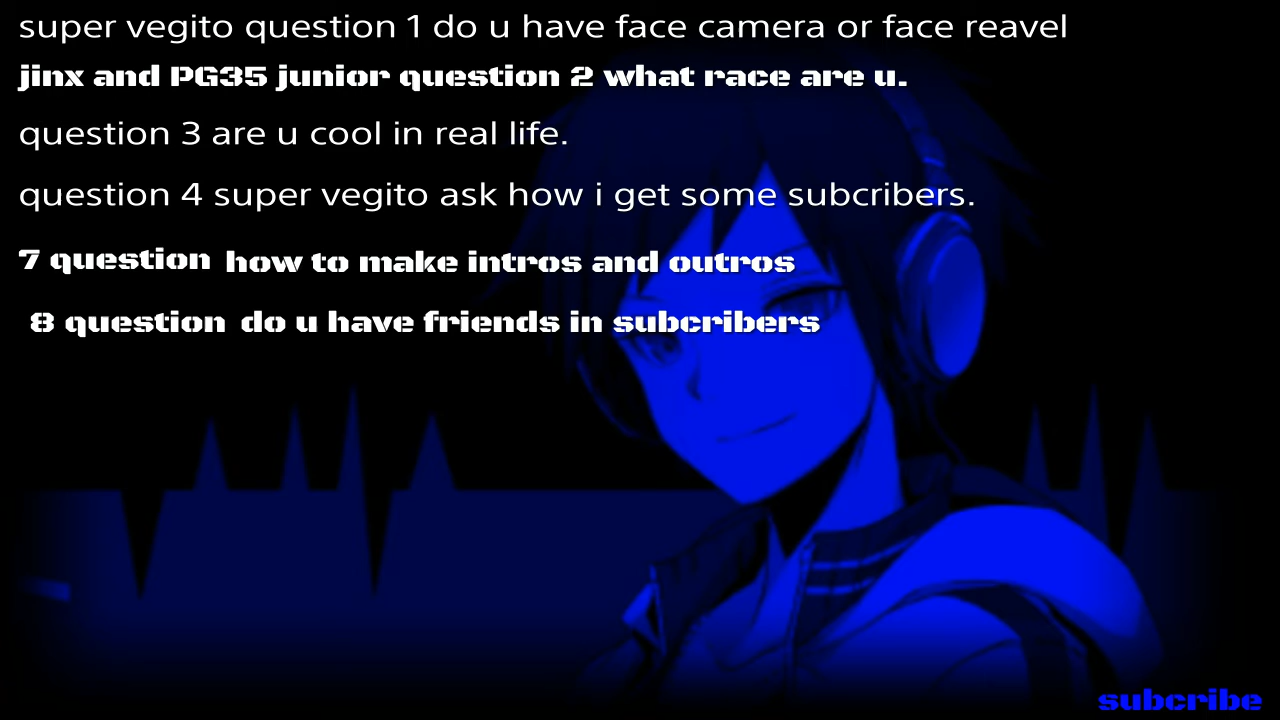 super vegito question 1 do u have face camera or face reavel
jinx and PG35 junior question 2 what race are u.
question 3 are u cool in real life.
question 4 super vegito ask how i get some subcribers.
7 question how to make intros and outros
8 question do u have friends in subcribers
subcribe